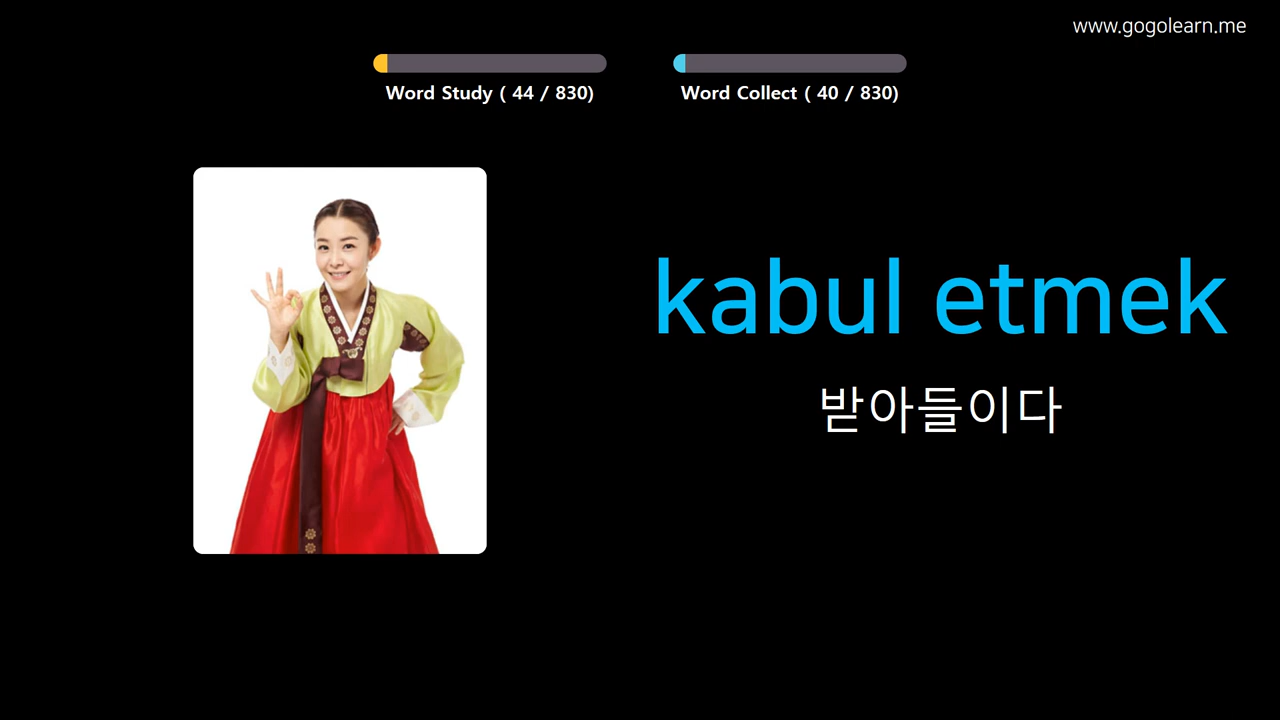 www.gogolearn.me
Word Study ( 44 / 830)
Word Collect ( 40 / 830)
kabul etmek
받아들이다